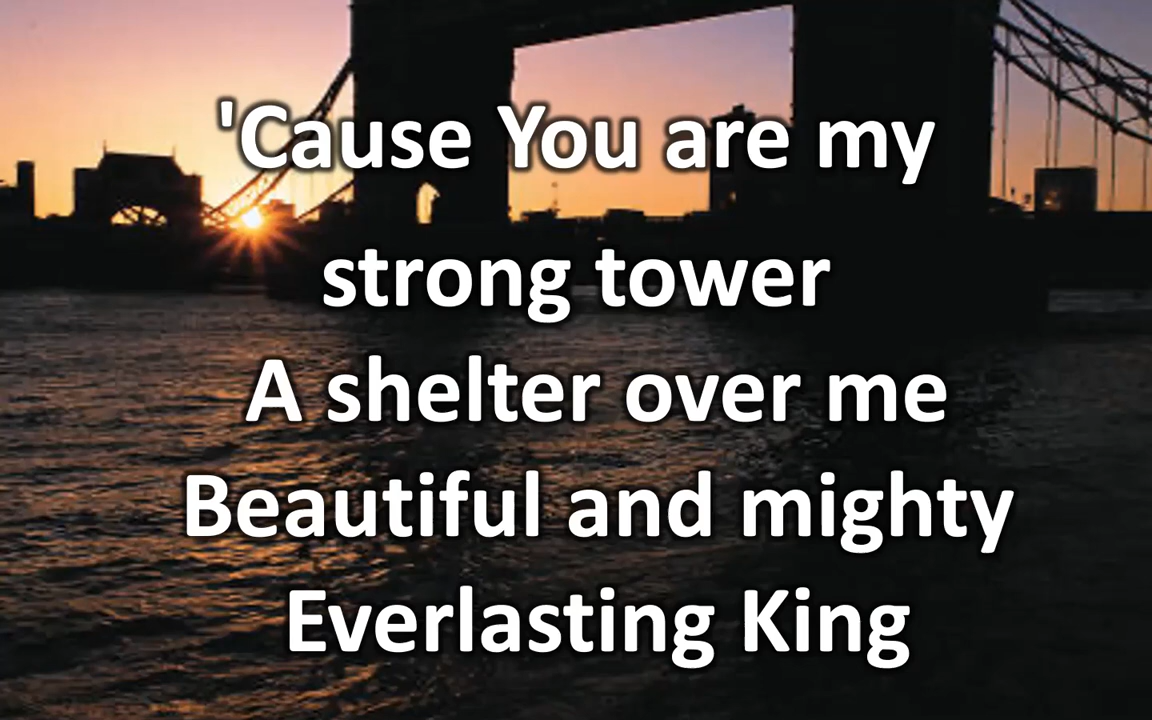 'Cause You are my
strong tower
A shelter over me
Beautiful and mighty
Everlasting King